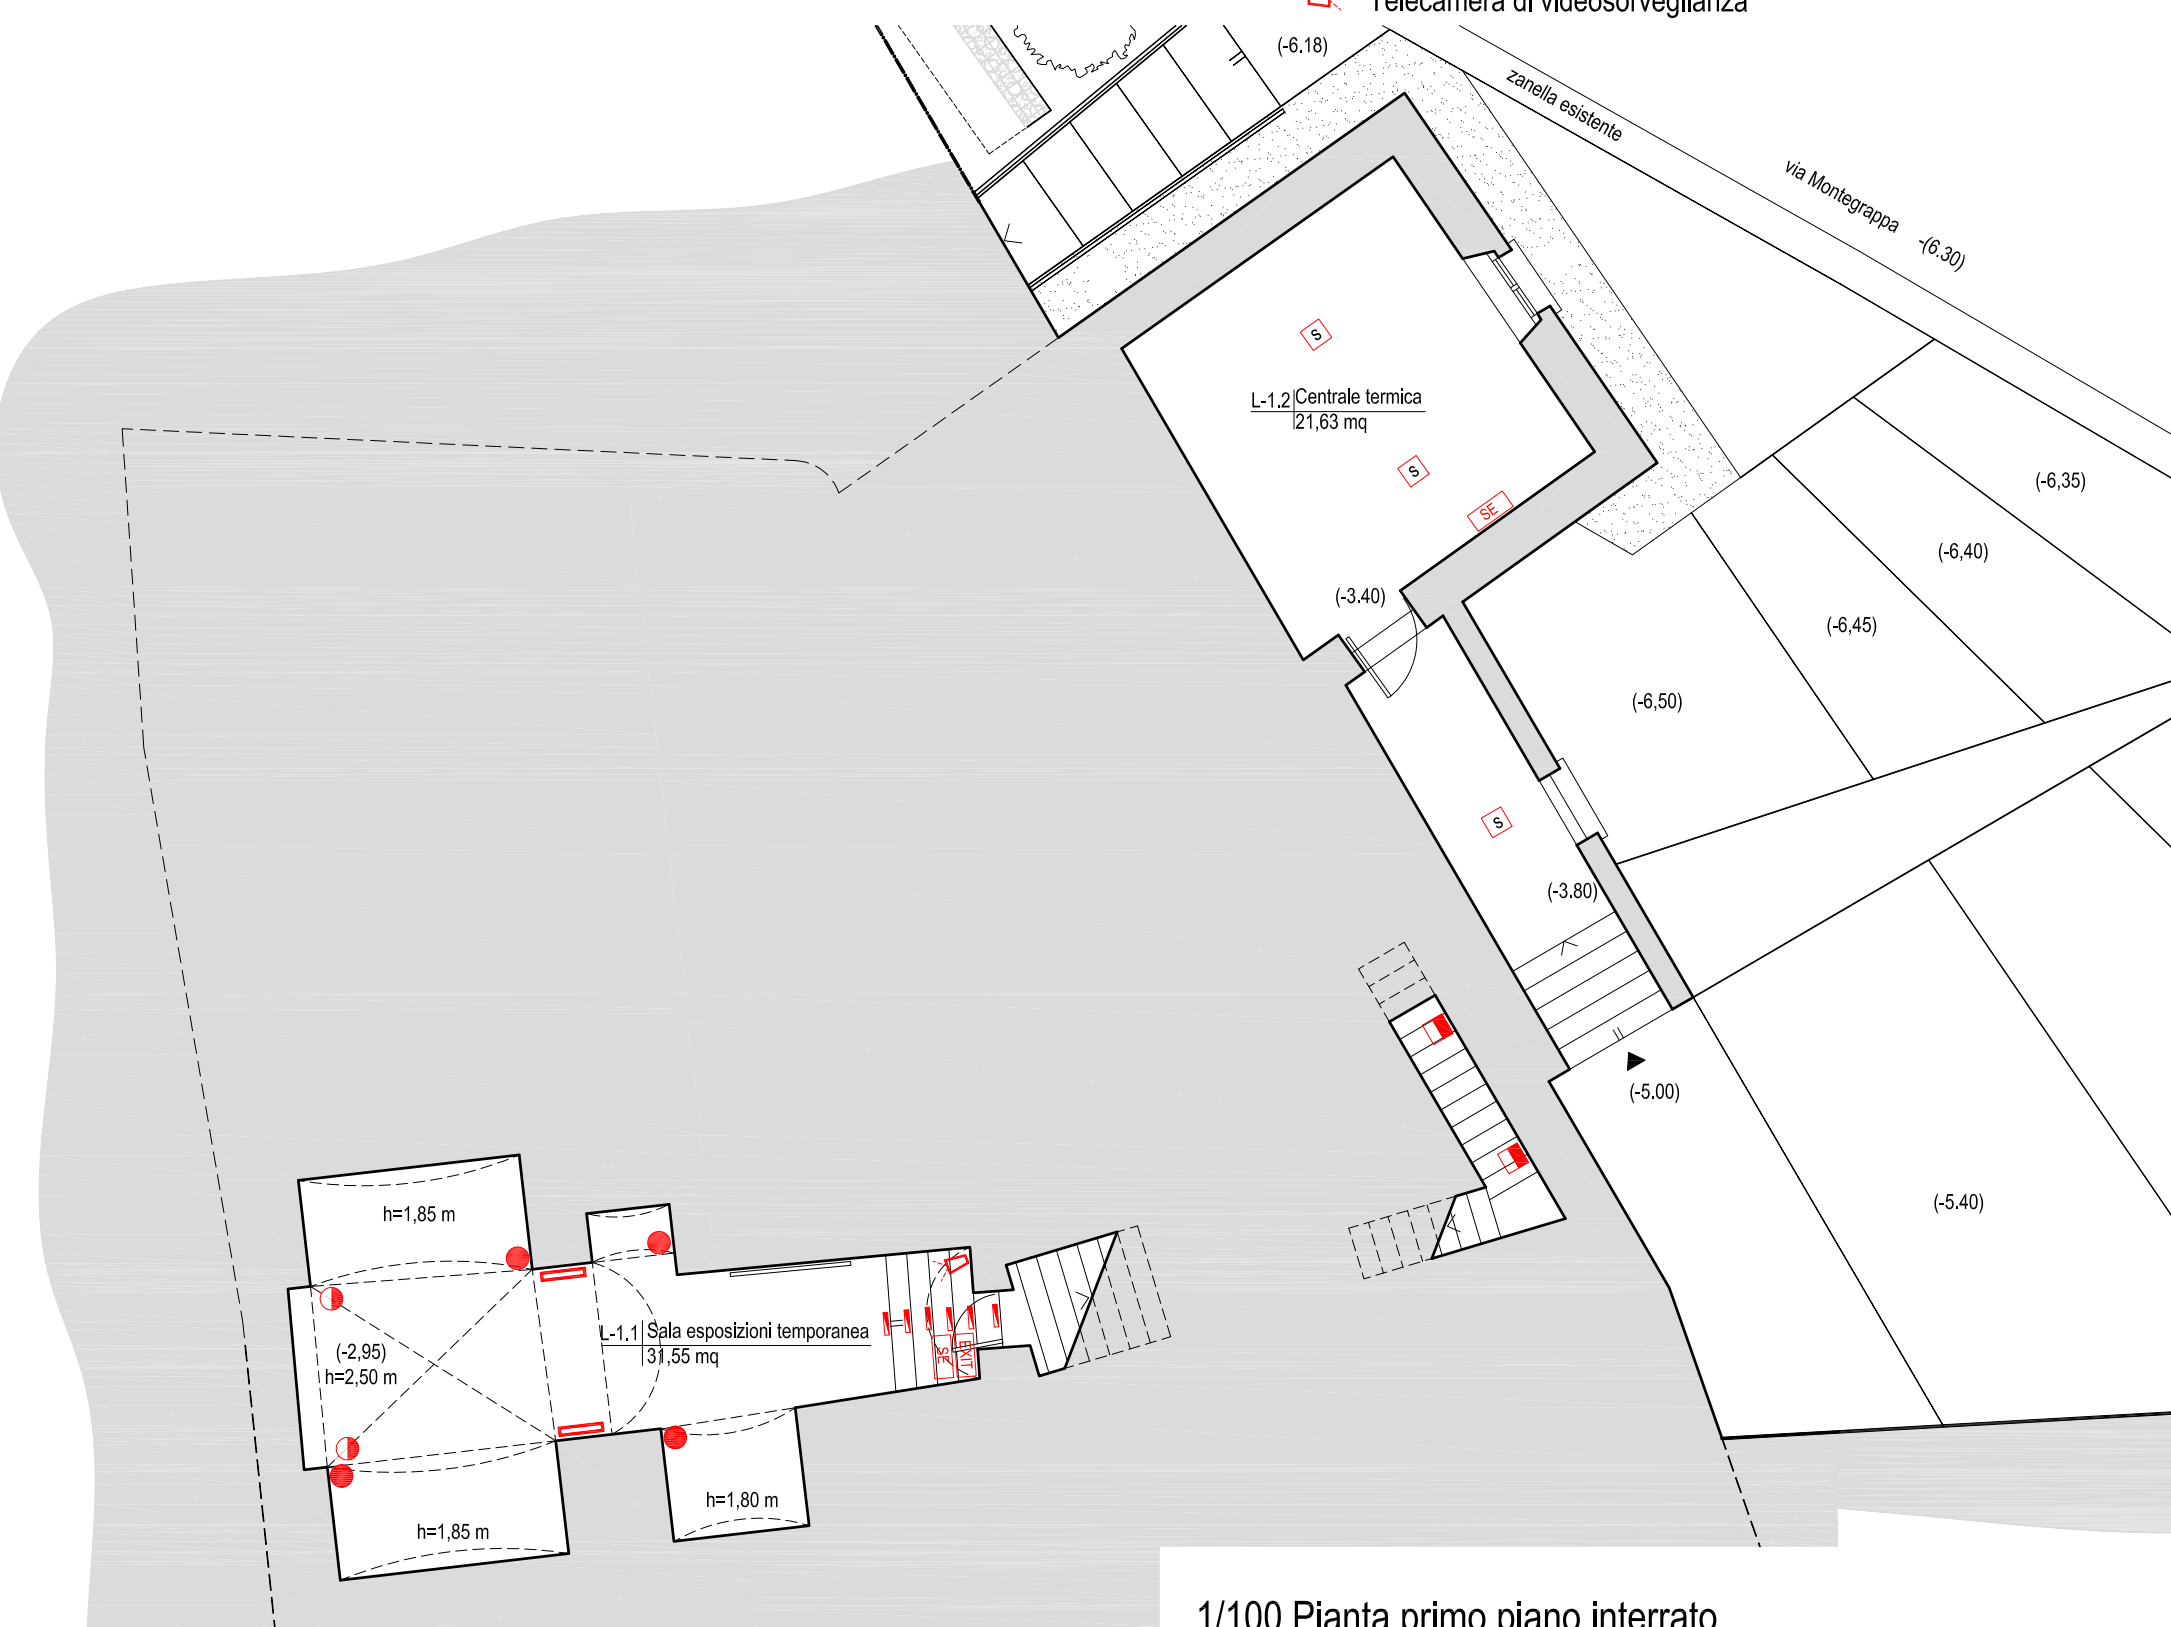 Telecamera di videosorveglianza
(-6.18)
zanella esistente
via Montegrappa -(6.30)
S
L-1.2 Centrale termica
21,63 mq
S
SE
(-6,35)
(-6,40)
(-3.40)
(-6,45)
(-6,50)
S
(-3.80)
(-5.00)
(-5.40)
h=1,85 m
L-1.1 Sala esposizioni temporanea
31,55 mq
SE
EXIT
(-2,95)
h=2,50 m
h=1,80 m
h=1,85 m
1/100 Pianta primo piano interrato